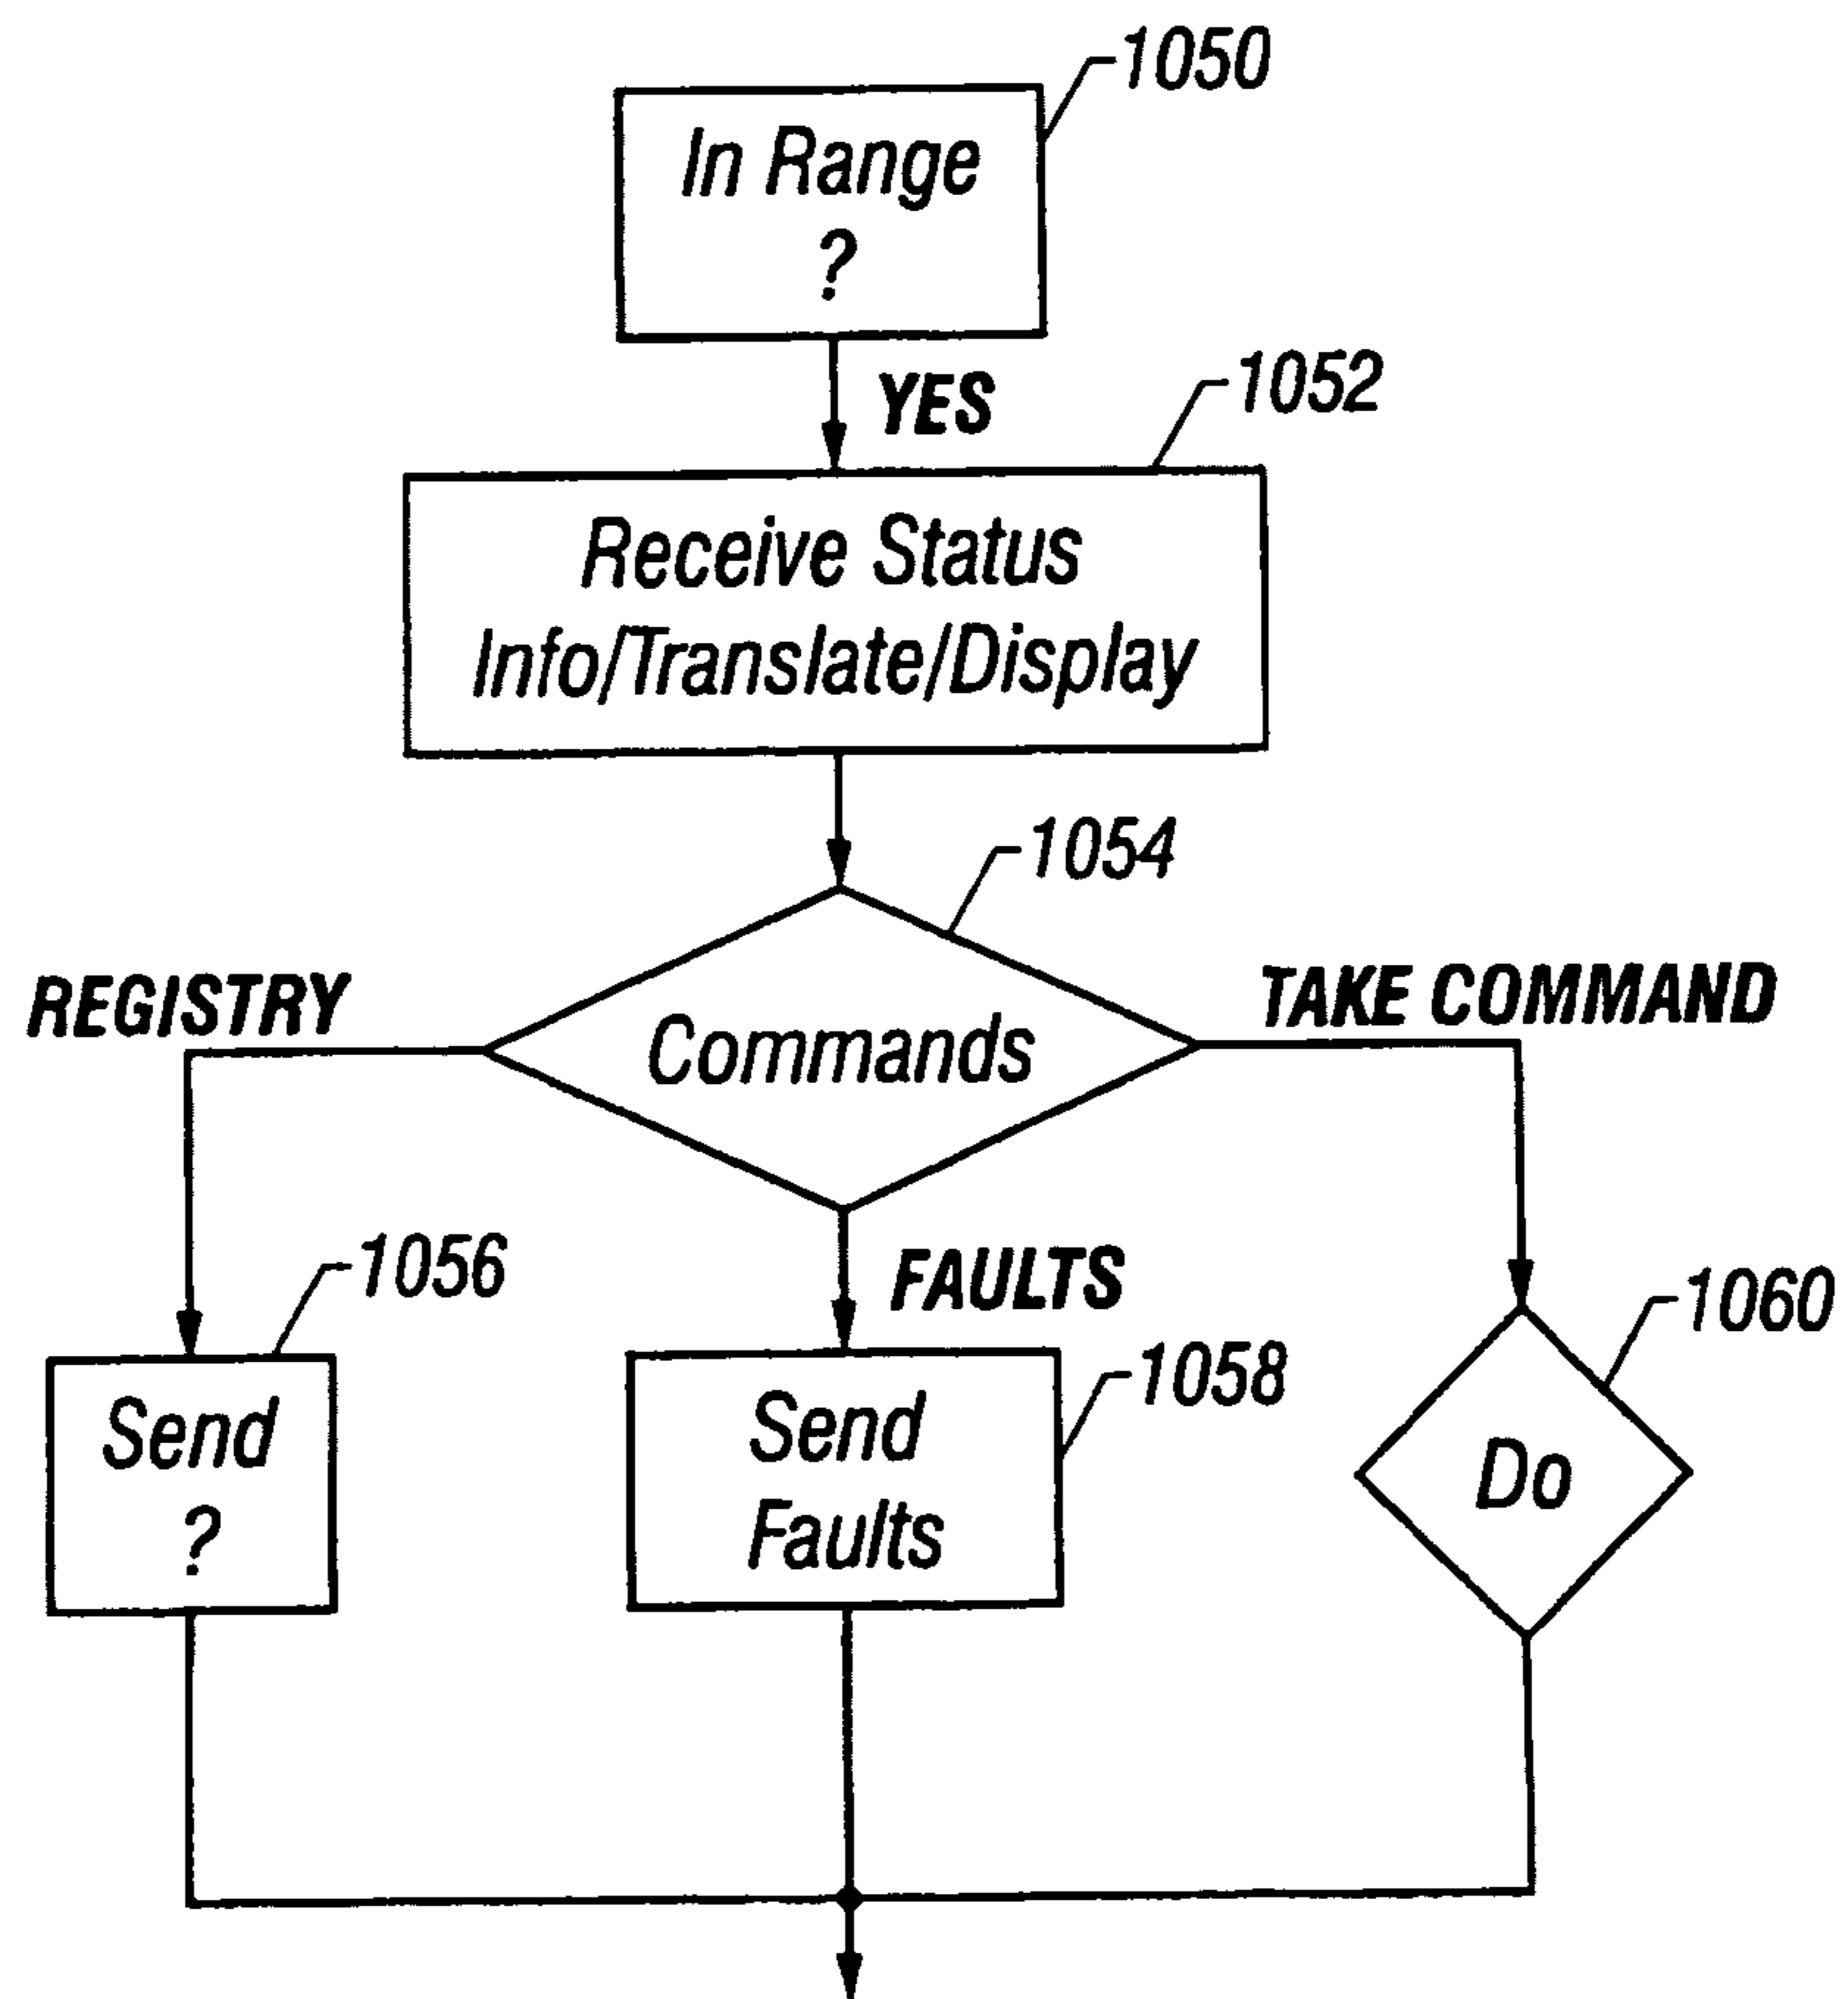 1050
In Range
?
YES
1052
Receive Status
Info/Translate/Display
1054
REGISTRY
Commands
TAKE COMMAND
1056
FAULTS
1060
1058
Send
?
Send
Faults
Do